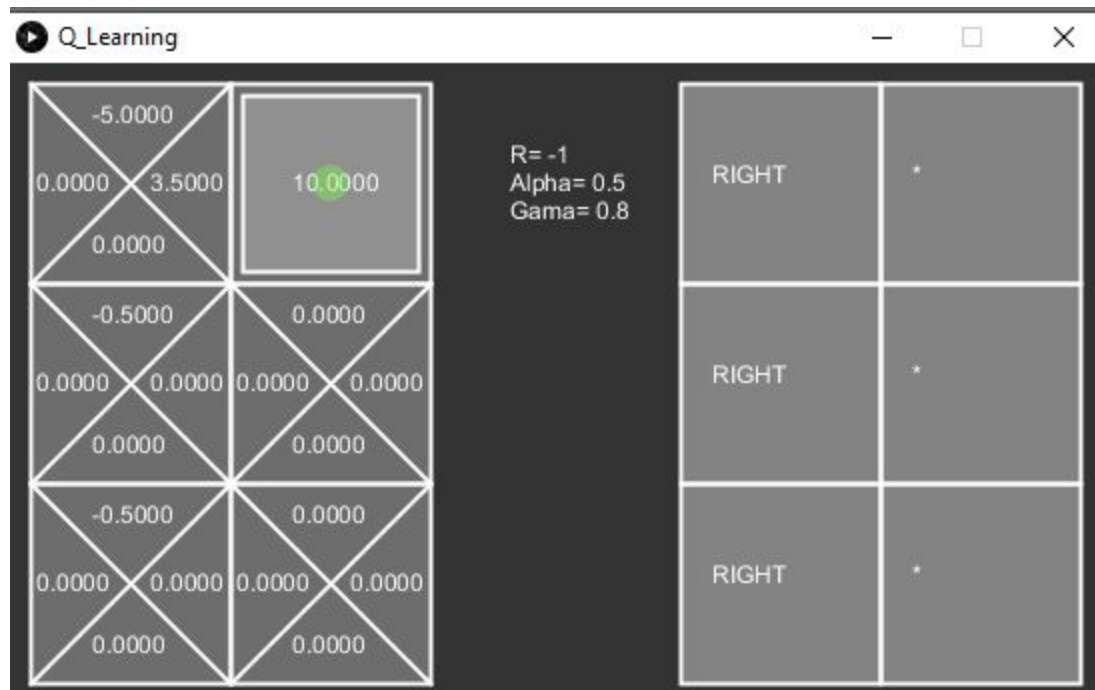 Q_Learning
-5.0000
0.0000 3.5000 10.0000
0.0000
R= -1
Alpha= 0.5
Gama= 0.8
RIGHT *
-0.5000 0.0000
0.0000 0.0000 0.0000 0.0000
0.0000 0.0000
RIGHT *
-0.5000 0.0000
0.0000 0.0000 0.0000 0.0000
0.0000 0.0000
RIGHT *